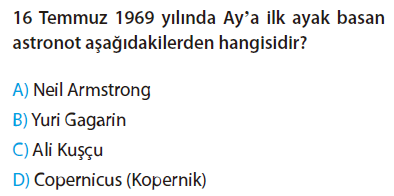 16 Temmuz 1969 yılında Ay’a ilk ayak basan
astronot aşağıdakilerden hangisidir?
A) Neil Armstrong
B) Yuri Gagarin
C) Ali Kuşçu
D) Copernicus (Kopernik)